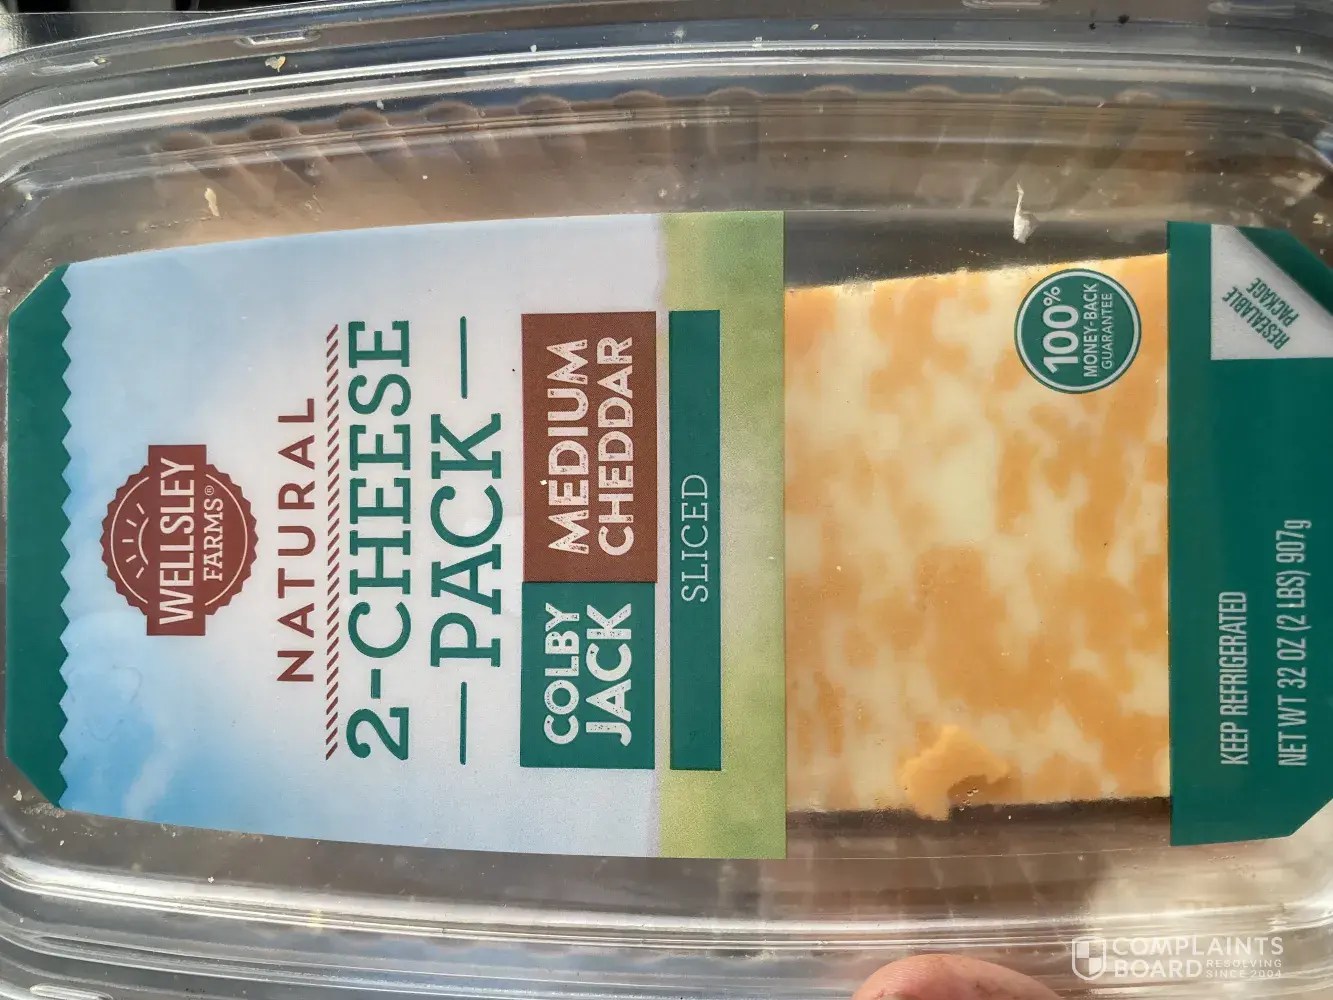 WELLSLEY
FARMS®
NATURAL
2-CHEESE
PACK
COLBY
JACK
MEDIUM
CHEDDAR
SLICED
100%
MONEY-BACK
GUARANTEE
RESEALABLE
PACKAGE
KEEP REFRIGERATED
NET WT 32 OZ (2 LBS) 907g
COMPLAINTS
BOARD RESOLVING
SINCE 2004